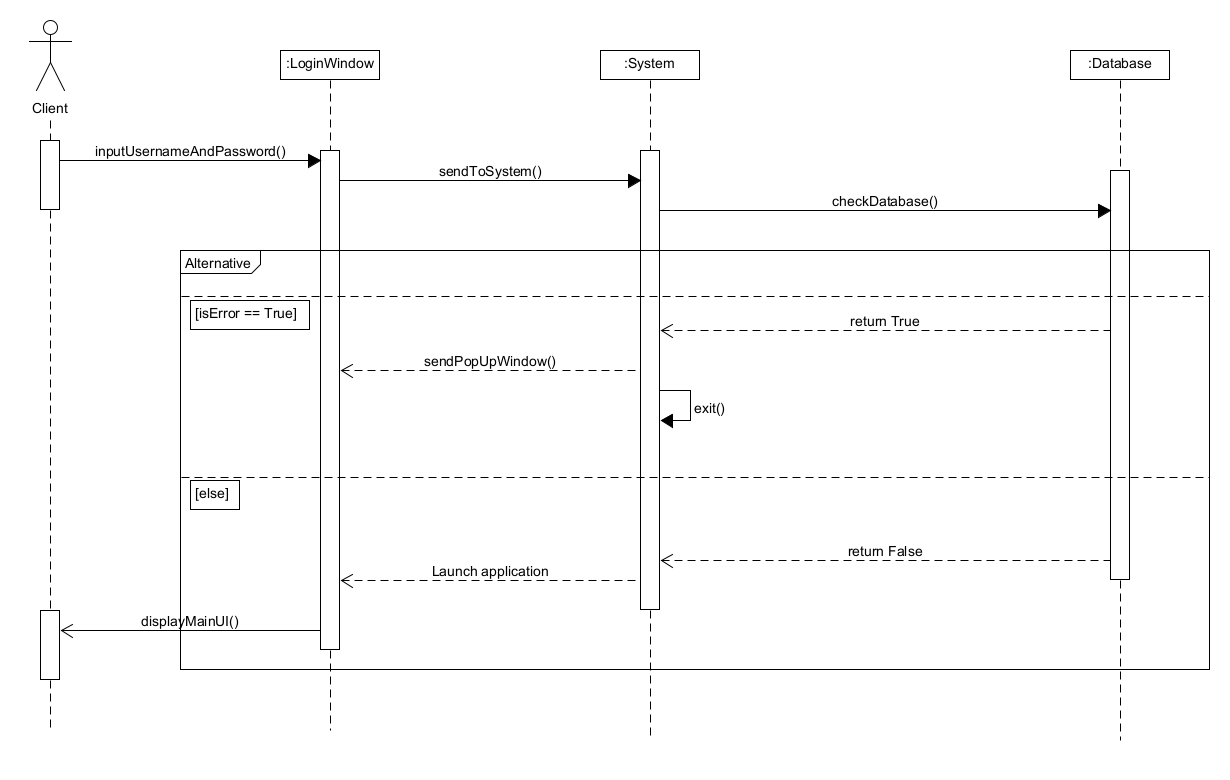 :LoginWindow
:System
:Database
Client
inputUsernameAndPassword()
sendToSystem()
checkDatabase()
Alternative
[isError == True]
return True
sendPopUpWindow()
exit()
[else]
return False
Launch application
displayMainUI()